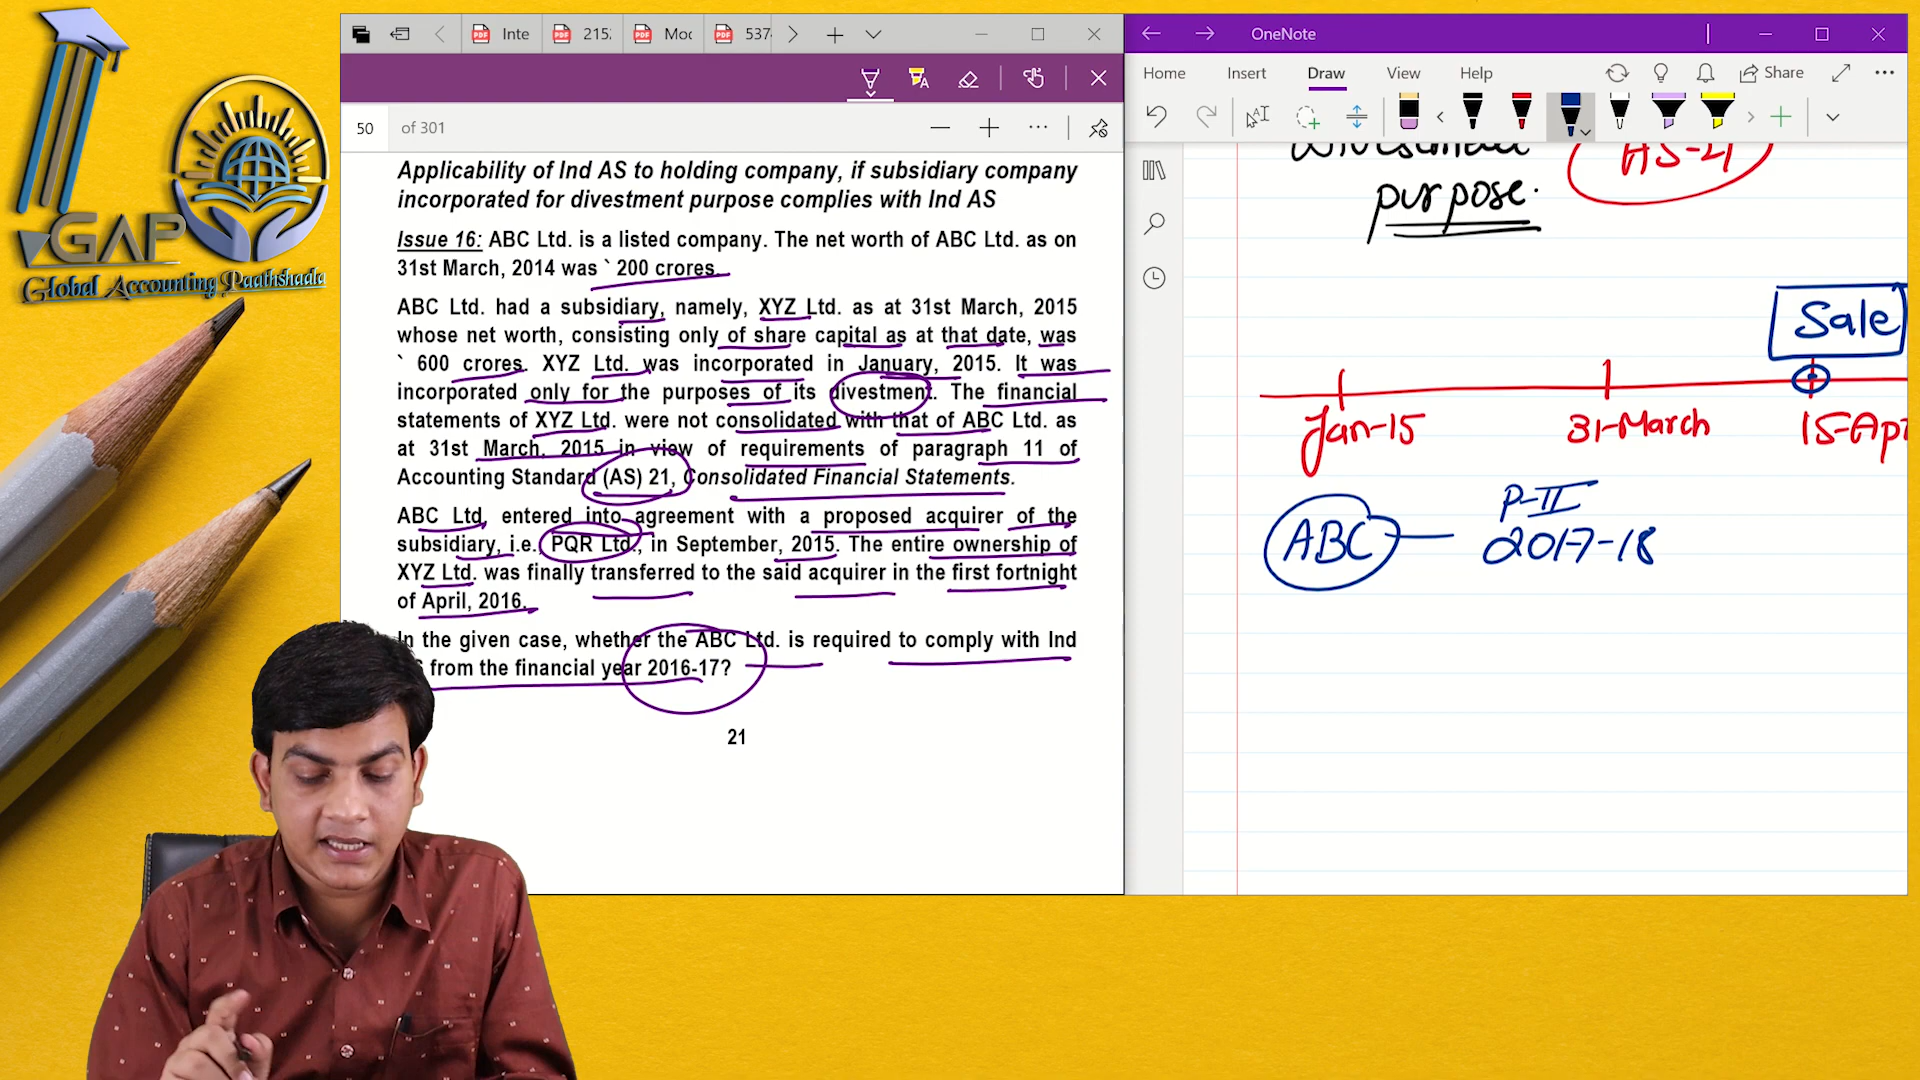 GAP
Global Accounting Paathshaala
Inte
215
Moc
537
50
of 301
Applicability of Ind AS to holding company, if subsidiary company
incorporated for divestment purpose complies with Ind AS
Issue 16: ABC Ltd. is a listed company. The net worth of ABC Ltd. as on
31st March, 2014 was ` 200 crores.
ABC Ltd. had a subsidiary, namely, XYZ Ltd. as at 31st March, 2015
whose net worth, consisting only of share capital as at that date, was
` 600 crores. XYZ Ltd. was incorporated in January, 2015. It was
incorporated only for the purposes of its divestment. The financial
statements of XYZ Ltd. were not consolidated with that of ABC Ltd. as
at 31st March, 2015 in view of requirements of paragraph 11 of
Accounting Standard (AS) 21, Consolidated Financial Statements.
ABC Ltd. entered into agreement with a proposed acquirer of the
subsidiary, i.e. PQR Ltd., in September, 2015. The entire ownership of
XYZ Ltd. was finally transferred to the said acquirer in the first fortnight
of April, 2016.
In the given case, whether the ABC Ltd. is required to comply with Ind
from the financial year 2016-17?
21
OneNote
Home Insert Draw View Help Share
AS-21
purpose.
Sale
Jan-15 31-March 15-Apr
P-II
ABC — 2017-18